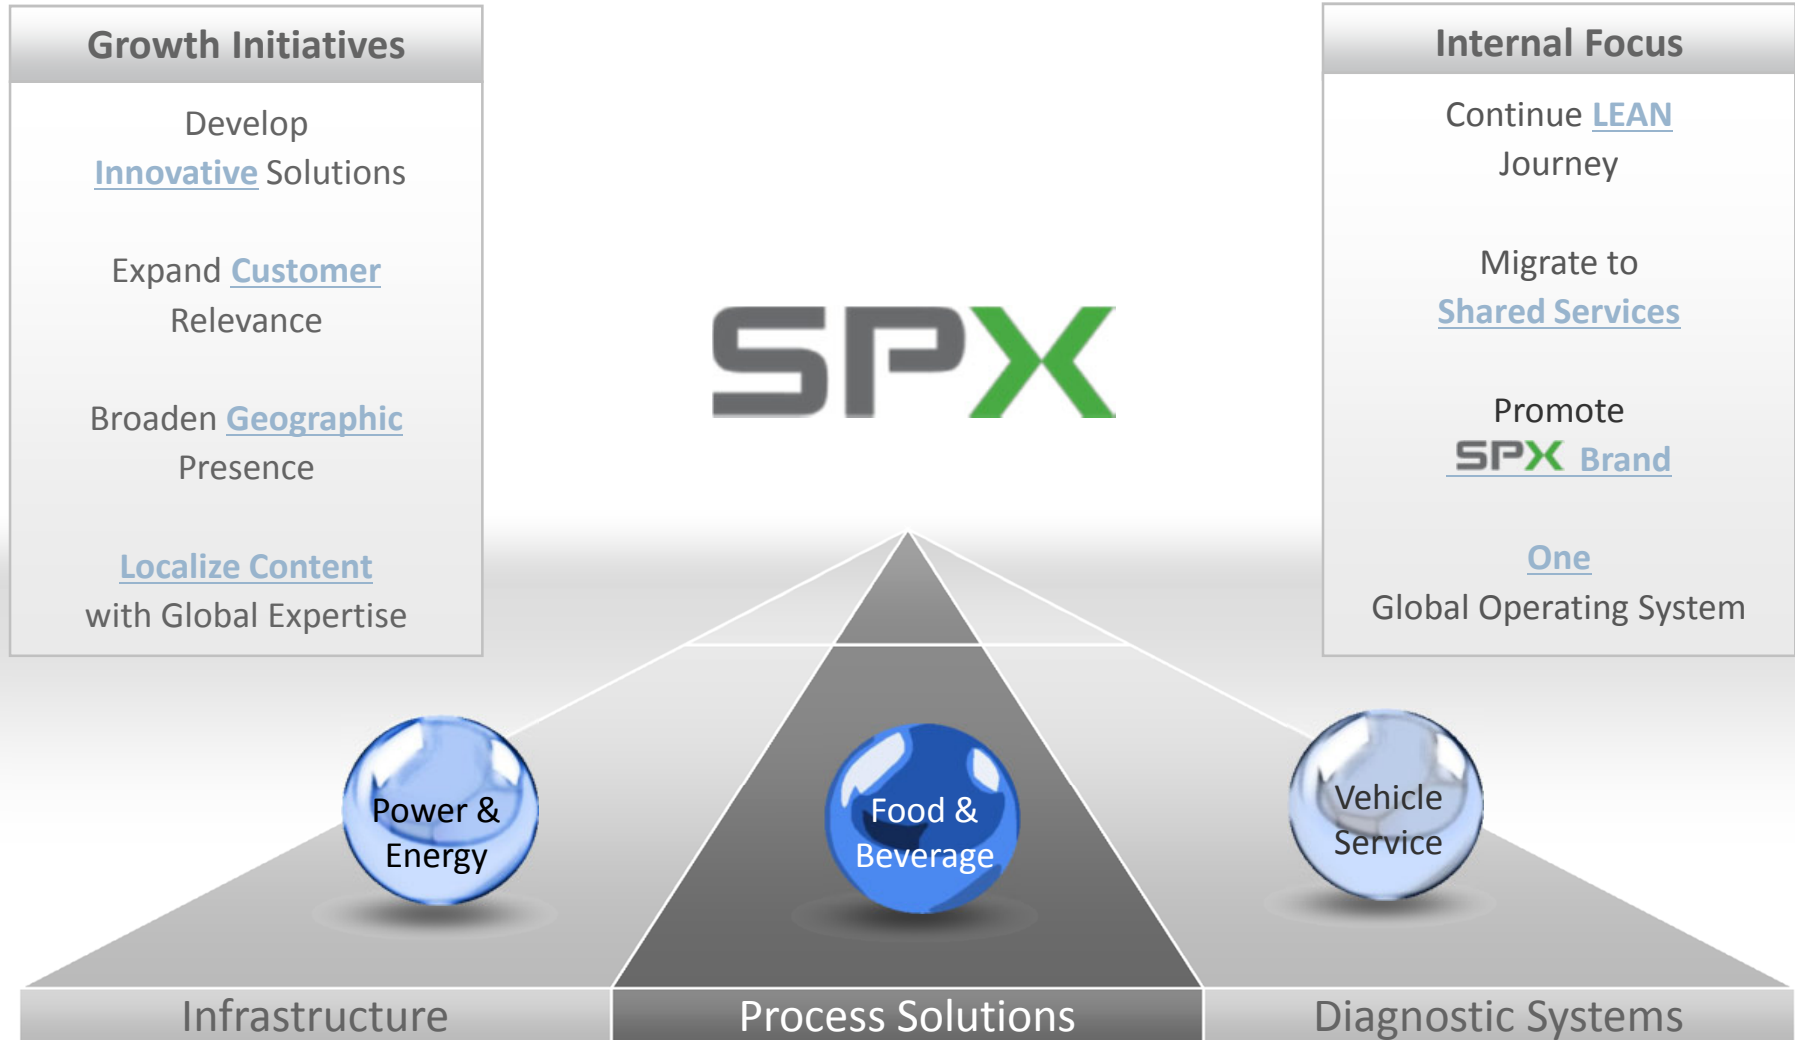 Growth Initiatives
Develop
Innovative Solutions
Expand Customer
Relevance
Broaden Geographic
Presence
Localize Content
with Global Expertise
SPX
Internal Focus
Continue LEAN
Journey
Migrate to
Shared Services
Promote
SPX Brand
One
Global Operating System
Power &
Energy
Food &
Beverage
Vehicle
Service
Infrastructure
Process Solutions
Diagnostic Systems